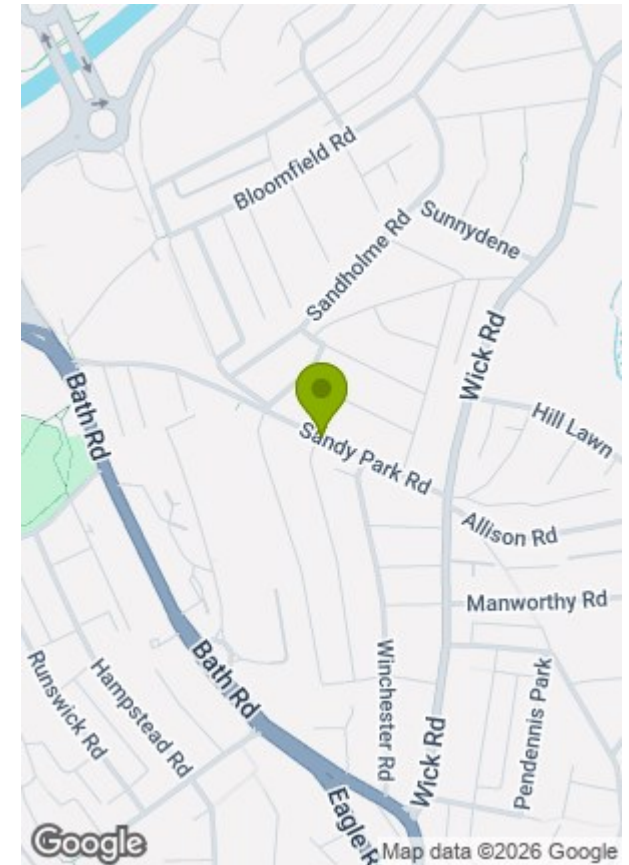 Bloomfield Rd
Sandholme Rd
Sunnydene
Wick Rd
Bath Rd
Hill Lawn
Sandy Park Rd
Allison Rd
Manworthy Rd
Bath Rd
Winchester Rd
Hampstead Rd
Runswick Rd
Pendennis Park
Wick Rd
Eagle R
Google
Map data ©2026 Google